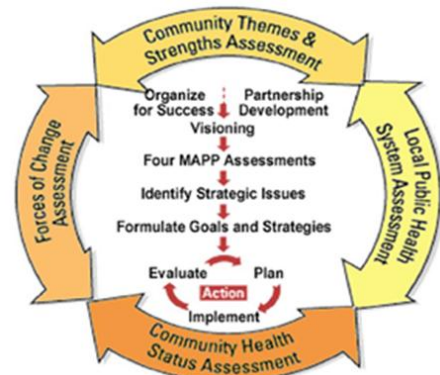 Community Themes &
Strengths Assessment
Organize
for Success
Partnership
Development
Visioning
Four MAPP Assessments
Identify Strategic Issues
Formulate Goals and Strategies
Evaluate
Plan
Action
Implement
Forces of Change
Assessment
Local Public Health
System Assessment
Community Health
Status Assessment